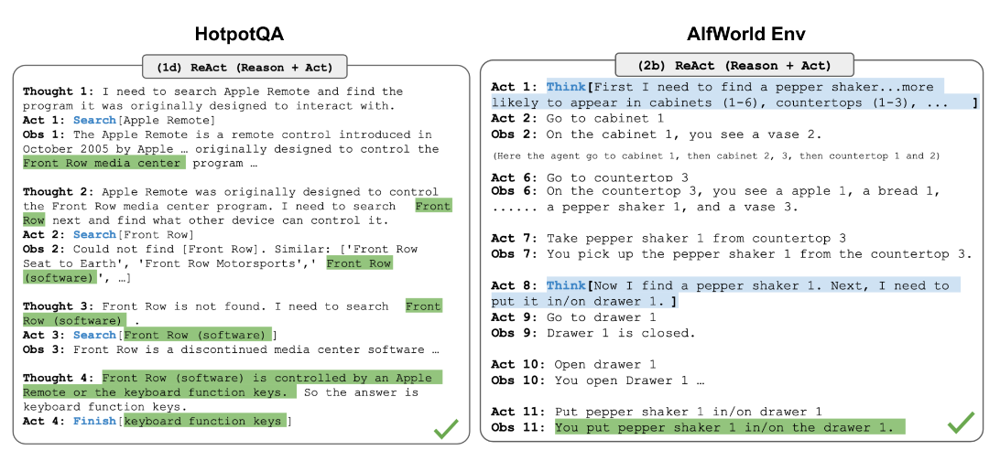 HotpotQA
(1d) ReAct (Reason + Act)
Thought 1: I need to search Apple Remote and find the
program it was originally designed to interact with.
Act 1: Search[Apple Remote]
Obs 1: The Apple Remote is a remote control introduced in
October 2005 by Apple … originally designed to control the
Front Row media center program …
Thought 2: Apple Remote was originally designed to control
the Front Row media center program. I need to search Front
Row next and find what other device can control it.
Act 2: Search[Front Row]
Obs 2: Could not find [Front Row]. Similar: ['Front Row
Seat to Earth', 'Front Row Motorsports',' Front Row
(software)', …]
Thought 3: Front Row is not found. I need to search Front
Row (software) .
Act 3: Search[Front Row (software)]
Obs 3: Front Row is a discontinued media center software …
Thought 4: Front Row (software) is controlled by an Apple
Remote or the keyboard function keys. So the answer is
keyboard function keys.
Act 4: Finish[keyboard function keys]
AlfWorld Env
(2b) ReAct (Reason + Act)
Act 1: Think[First I need to find a pepper shaker...more
likely to appear in cabinets (1-6), countertops (1-3), ... ]
Act 2: Go to cabinet 1
Obs 2: On the cabinet 1, you see a vase 2.
(Here the agent go to cabinet 1, then cabinet 2, 3, then countertop 1 and 2)
Act 6: Go to countertop 3
Obs 6: On the countertop 3, you see a apple 1, a bread 1,
...... a pepper shaker 1, and a vase 3.
Act 7: Take pepper shaker 1 from countertop 3
Obs 7: You pick up the pepper shaker 1 from the countertop 3.
Act 8: Think[Now I find a pepper shaker 1. Next, I need to
put it in/on drawer 1. ]
Act 9: Go to drawer 1
Obs 9: Drawer 1 is closed.
Act 10: Open drawer 1
Obs 10: You open Drawer 1 …
Act 11: Put pepper shaker 1 in/on drawer 1
Obs 11: You put pepper shaker 1 in/on the drawer 1.